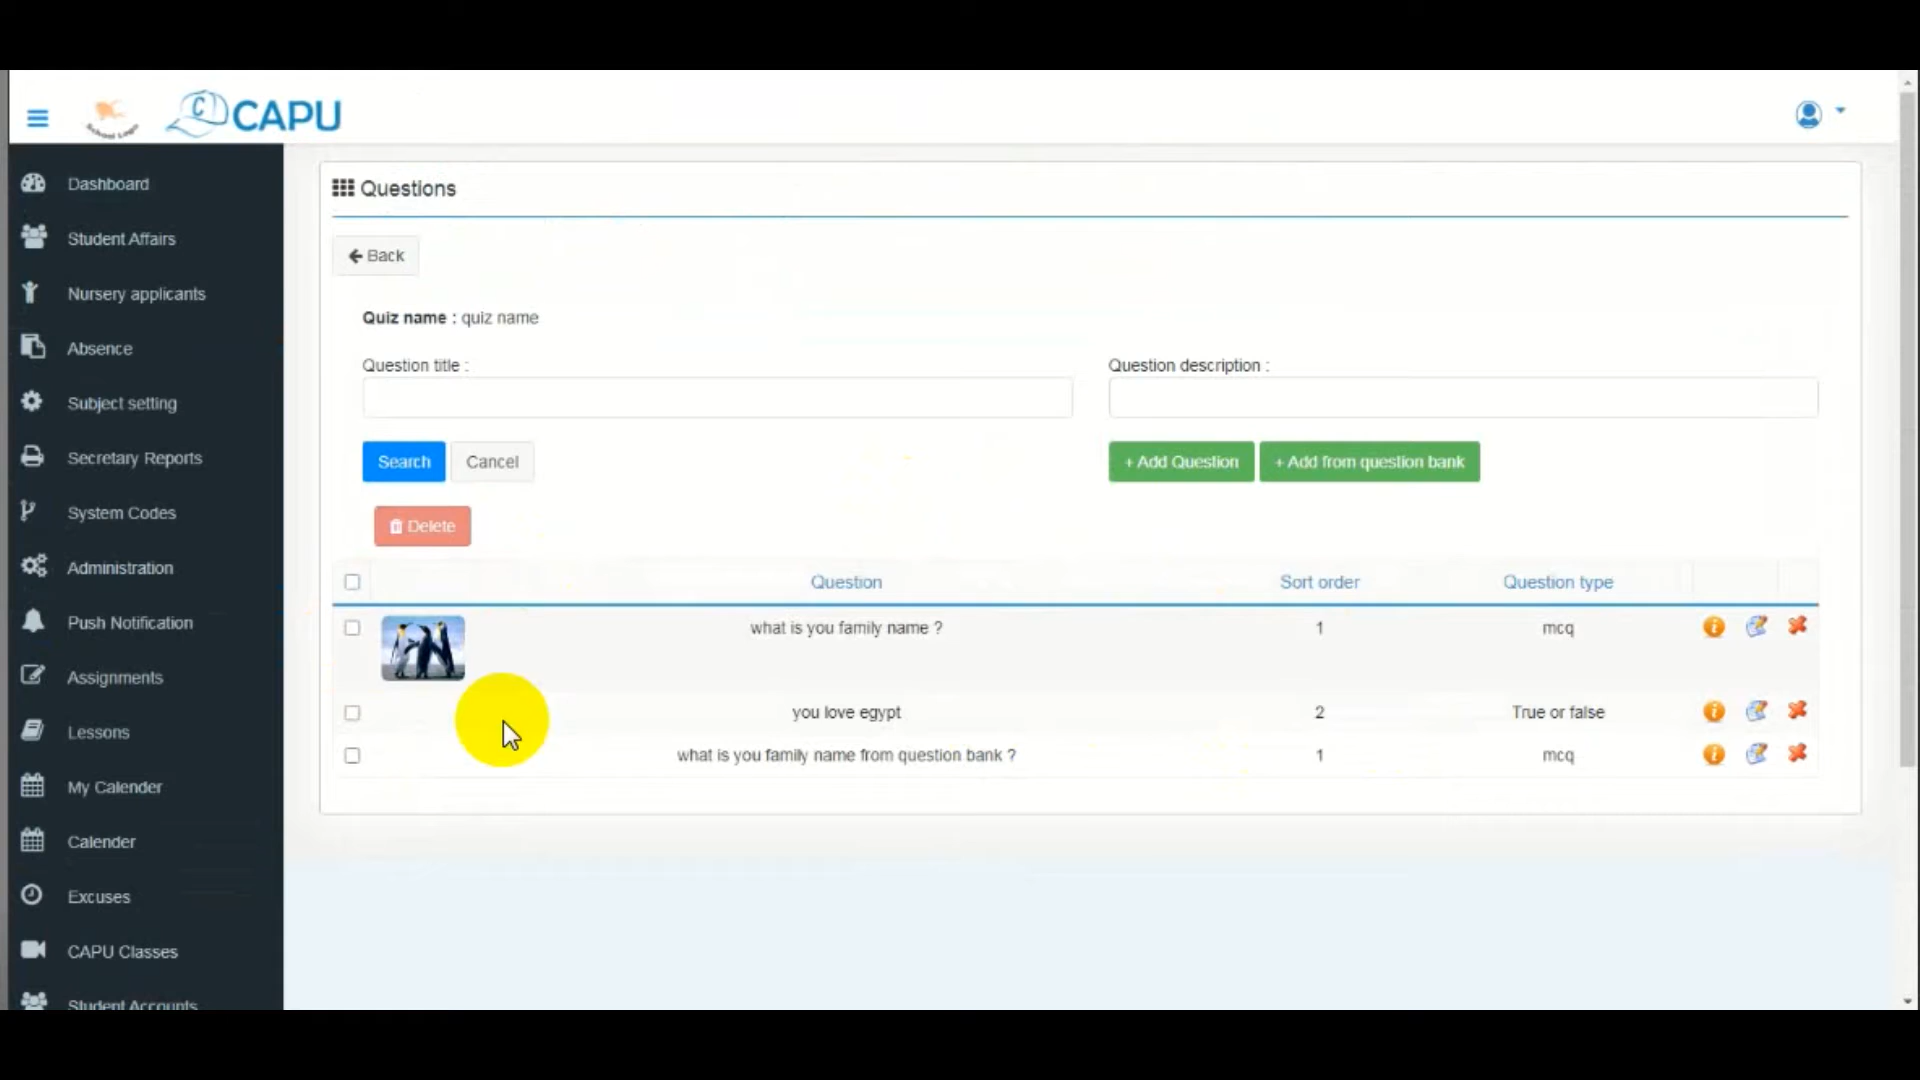 School Logo
CAPU
Dashboard
Student Affairs
Nursery applicants
Absence
Subject setting
Secretary Reports
System Codes
Administration
Push Notification
Assignments
Lessons
My Calender
Calender
Excuses
CAPU Classes
Student Accounts
Questions
Back
Quiz name : quiz name
Question title :
Question description :
Search
Cancel
+ Add Question
+ Add from question bank
Delete
Question Sort order Question type
what is you family name ? 1 mcq
you love egypt 2 True or false
what is you family name from question bank ? 1 mcq